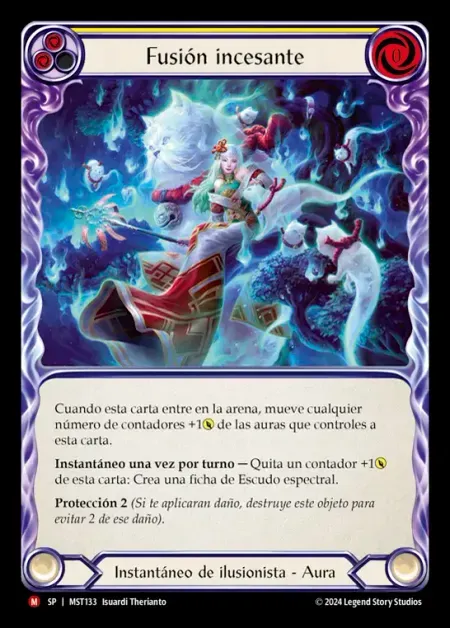 Fusión incesante
0
Cuando esta carta entre en la arena, mueve cualquier
número de contadores +1 de las auras que controles a
esta carta.
Instantáneo una vez por turno — Quita un contador +1
de esta carta: Crea una ficha de Escudo espectral.
Protección 2 (Si te aplicaran daño, destruye este objeto para
evitar 2 de ese daño).
Instantáneo de ilusionista - Aura
M SP | MST133 Isuardi Therianto © 2024 Legend Story Studios